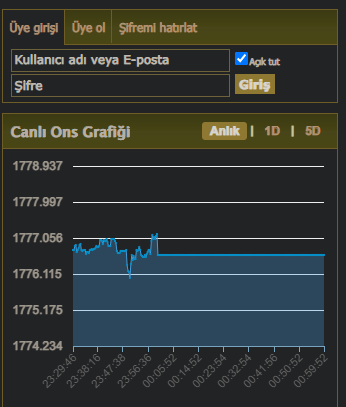 Üye girişi Üye ol Şifremi hatırlat
Kullanıcı adı veya E-posta Açık tut
Şifre Giriş
Canlı Ons Grafiği Anlık | 1D | 5D
1778.937
1777.997
1777.056
1776.115
1775.175
1774.234
23:29:46 23:38:16 23:47:38 23:56:36 00:05:52 00:14:52 00:23:54 00:32:54 00:41:56 00:50:52 00:59:52